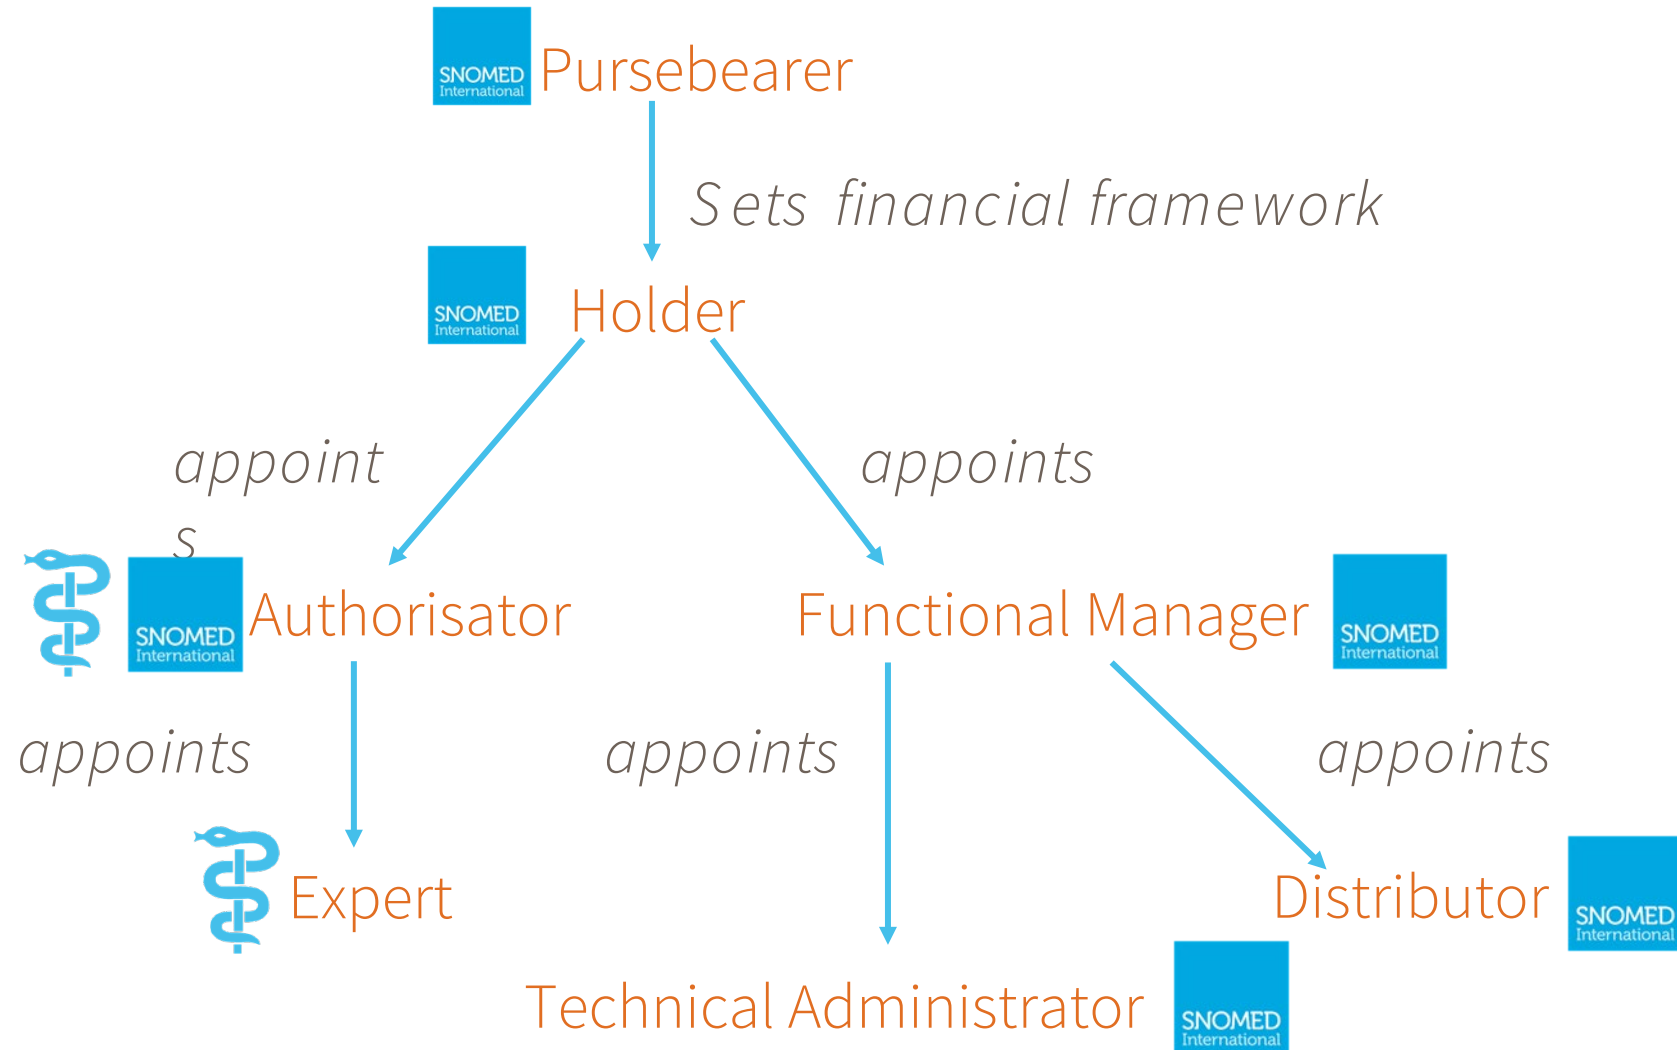 SNOMED
International
Pursebearer
Sets financial framework
SNOMED
International
Holder
appoint
s
appoints
SNOMED
International
Authorisator
Functional Manager
SNOMED
International
appoints
appoints
appoints
Expert
Distributor
SNOMED
International
Technical Administrator
SNOMED
International